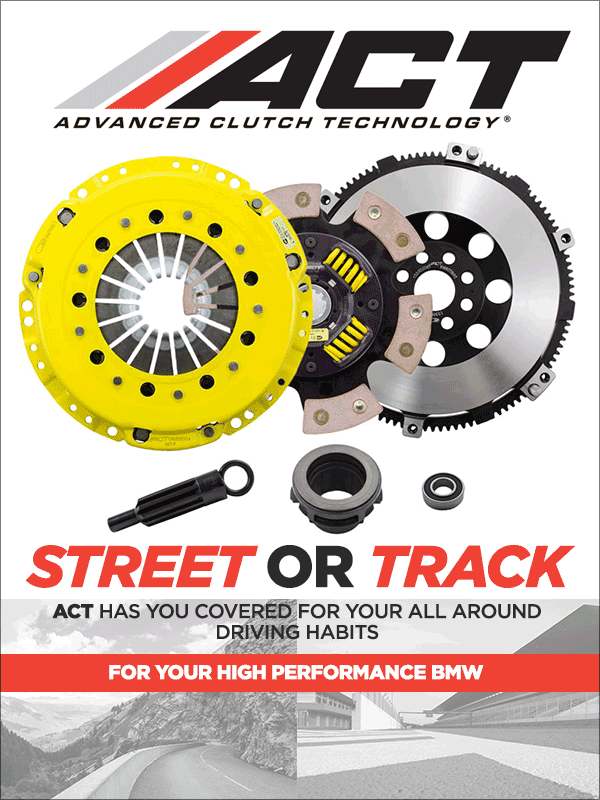 ACT
ADVANCED CLUTCH TECHNOLOGY®
STREET OR TRACK
ACT HAS YOU COVERED FOR YOUR ALL AROUND
DRIVING HABITS
FOR YOUR HIGH PERFORMANCE BMW